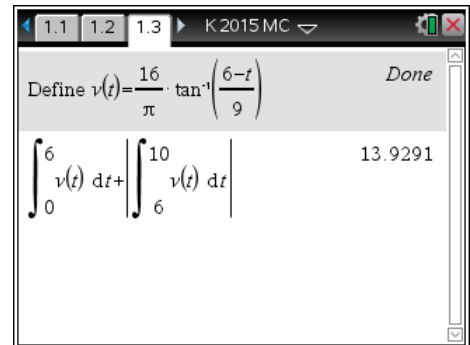 1.1 1.2 1.3 K 2015 MC
Define v(t)=16/π · tan⁻¹((6−t)/9) Done
∫₀⁶ v(t) dt+|∫₆¹⁰ v(t) dt| 13.9291